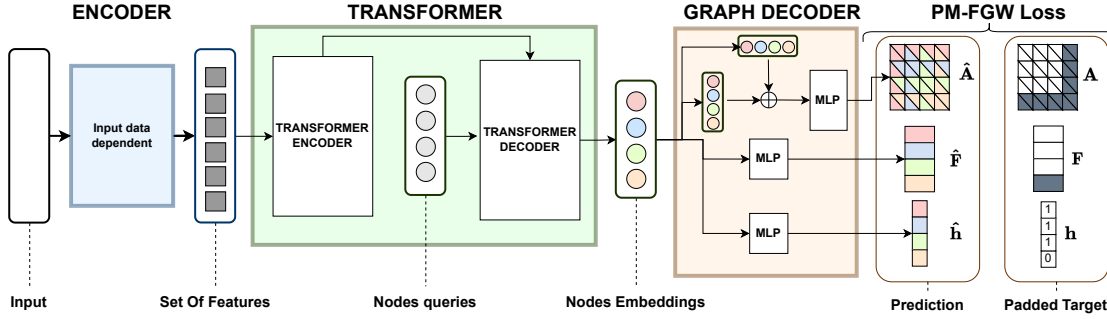 ENCODER
TRANSFORMER
GRAPH DECODER
PM-FGW Loss
Input data
dependent
TRANSFORMER
ENCODER
TRANSFORMER
DECODER
MLP
MLP
MLP
Â
A
F̂
F
ĥ
h
1
1
1
0
Input
Set Of Features
Nodes queries
Nodes Embeddings
Prediction
Padded Target